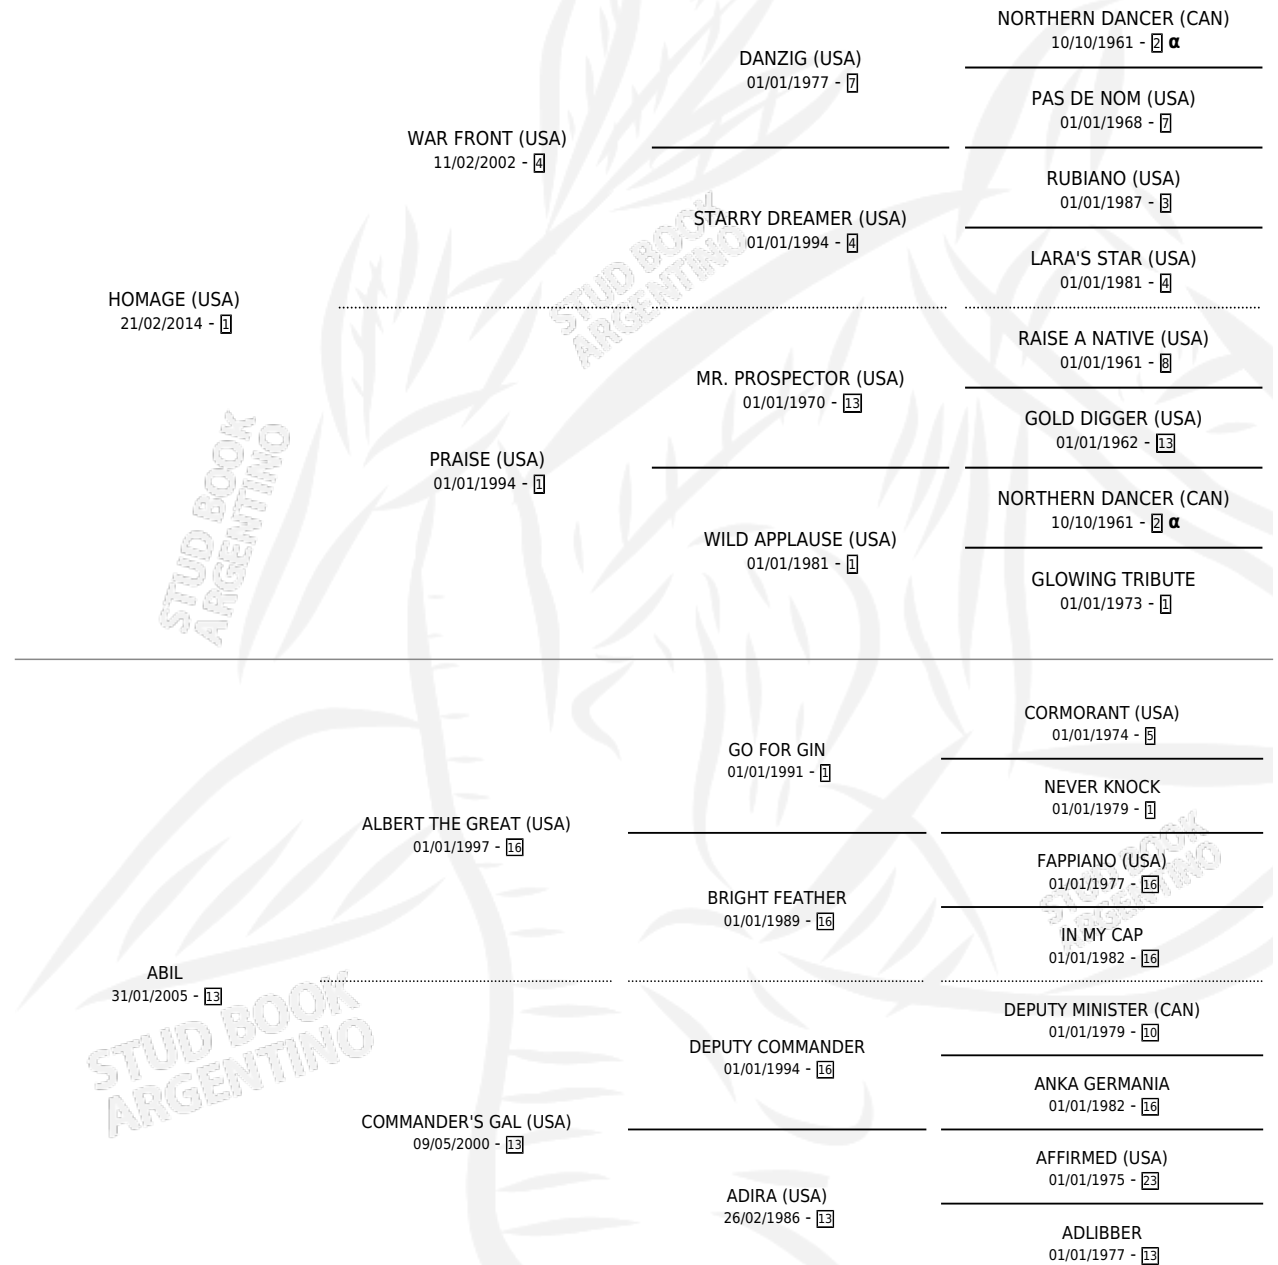 NORTHERN DANCER (CAN)
10/10/1961 - 2 α
DANZIG (USA)
01/01/1977 - 7
PAS DE NOM (USA)
01/01/1968 - 7
WAR FRONT (USA)
11/02/2002 - 4
RUBIANO (USA)
01/01/1987 - 3
STARRY DREAMER (USA)
01/01/1994 - 4
LARA'S STAR (USA)
01/01/1981 - 4
HOMAGE (USA)
21/02/2014 - 1
RAISE A NATIVE (USA)
01/01/1961 - 8
MR. PROSPECTOR (USA)
01/01/1970 - 13
GOLD DIGGER (USA)
01/01/1962 - 13
PRAISE (USA)
01/01/1994 - 1
NORTHERN DANCER (CAN)
10/10/1961 - 2 α
WILD APPLAUSE (USA)
01/01/1981 - 1
GLOWING TRIBUTE
01/01/1973 - 1
CORMORANT (USA)
01/01/1974 - 5
GO FOR GIN
01/01/1991 - 1
NEVER KNOCK
01/01/1979 - 1
ALBERT THE GREAT (USA)
01/01/1997 - 16
FAPPIANO (USA)
01/01/1977 - 16
BRIGHT FEATHER
01/01/1989 - 16
IN MY CAP
01/01/1982 - 16
ABIL
31/01/2005 - 13
DEPUTY MINISTER (CAN)
01/01/1979 - 10
DEPUTY COMMANDER
01/01/1994 - 16
ANKA GERMANIA
01/01/1982 - 16
COMMANDER'S GAL (USA)
09/05/2000 - 13
AFFIRMED (USA)
01/01/1975 - 23
ADIRA (USA)
26/02/1986 - 13
ADLIBBER
01/01/1977 - 13
STUD BOOK
ARGENTINO
STUD BOOK
ARGENTINO
STUD BOOK
ARGENTINO
STUD BOOK
ARGENTINO